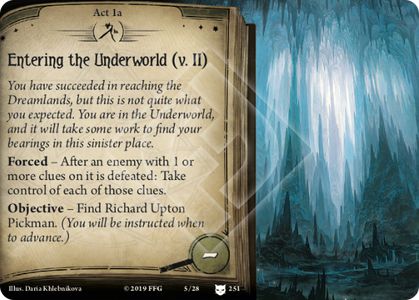 Act 1a
Entering the Underworld (v. II)
You have succeeded in reaching the
Dreamlands, but this is not quite what
you expected. You are in the Underworld,
and it will take some work to find your
bearings in this sinister place.
Forced – After an enemy with 1 or
more clues on it is defeated: Take
control of each of those clues.
Objective – Find Richard Upton
Pickman. (You will be instructed when
to advance.)
–
Illus. Daria Khlebnikova
© 2019 FFG
5/28
251